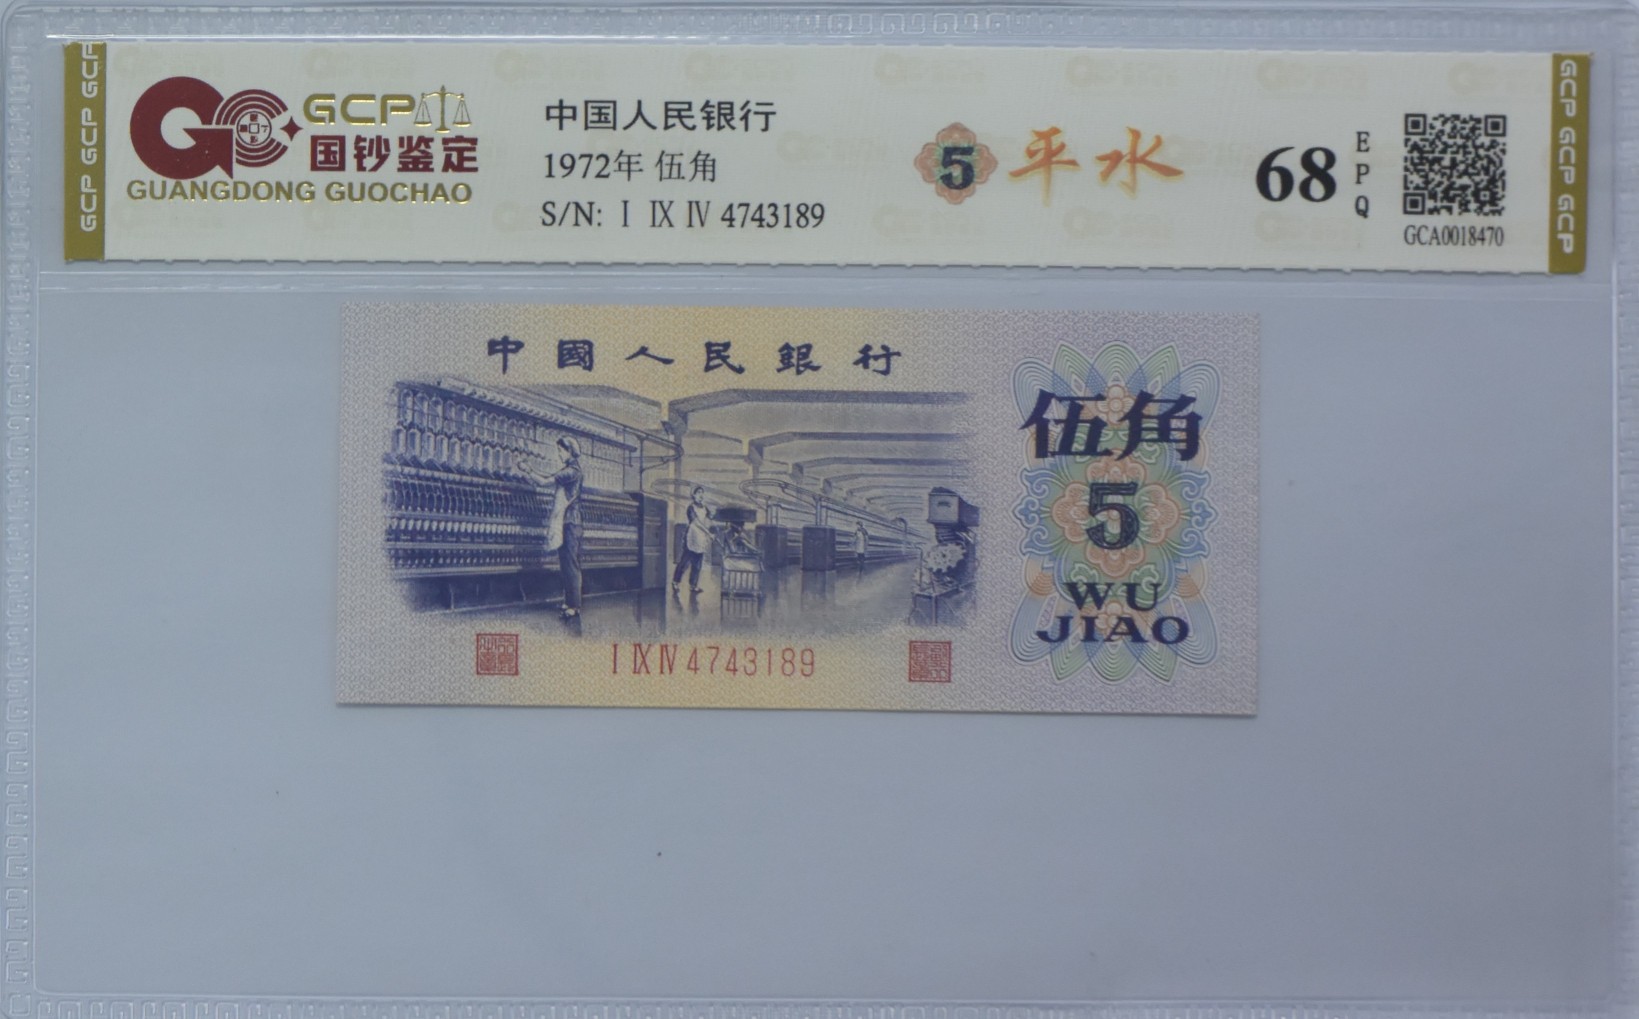 GCP GCP GCP
GCP
国钞鉴定
GUANGDONG GUOCHAO
中国人民银行
1972年 伍角
S/N: Ⅰ Ⅸ Ⅳ 4743189
5 平水
68
EPQ
GCA0018470
GCP GCP GCP
中國人民銀行
伍角
5
WU
JIAO
Ⅰ Ⅸ Ⅳ 4743189